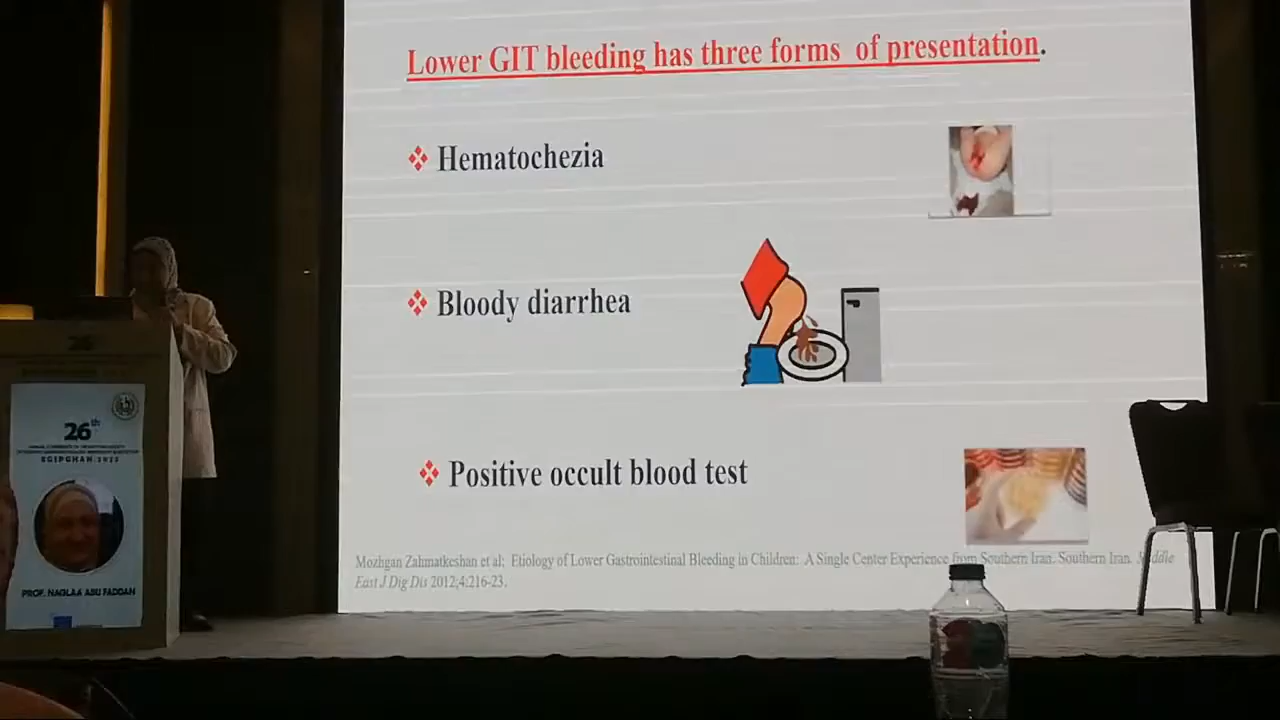 Lower GIT bleeding has three forms of presentation.
Hematochezia
Bloody diarrhea
Positive occult blood test
Mozhgan Zahmatkeshan et al: Etiology of Lower Gastrointestinal Bleeding in Children: A Single Center Experience from Southern Iran. Southern Iran. Middle
East J Dig Dis 2012;4:216-23.
26th
EGIPGHAN 2022
PROF. NAGLAA ABU FADDAN